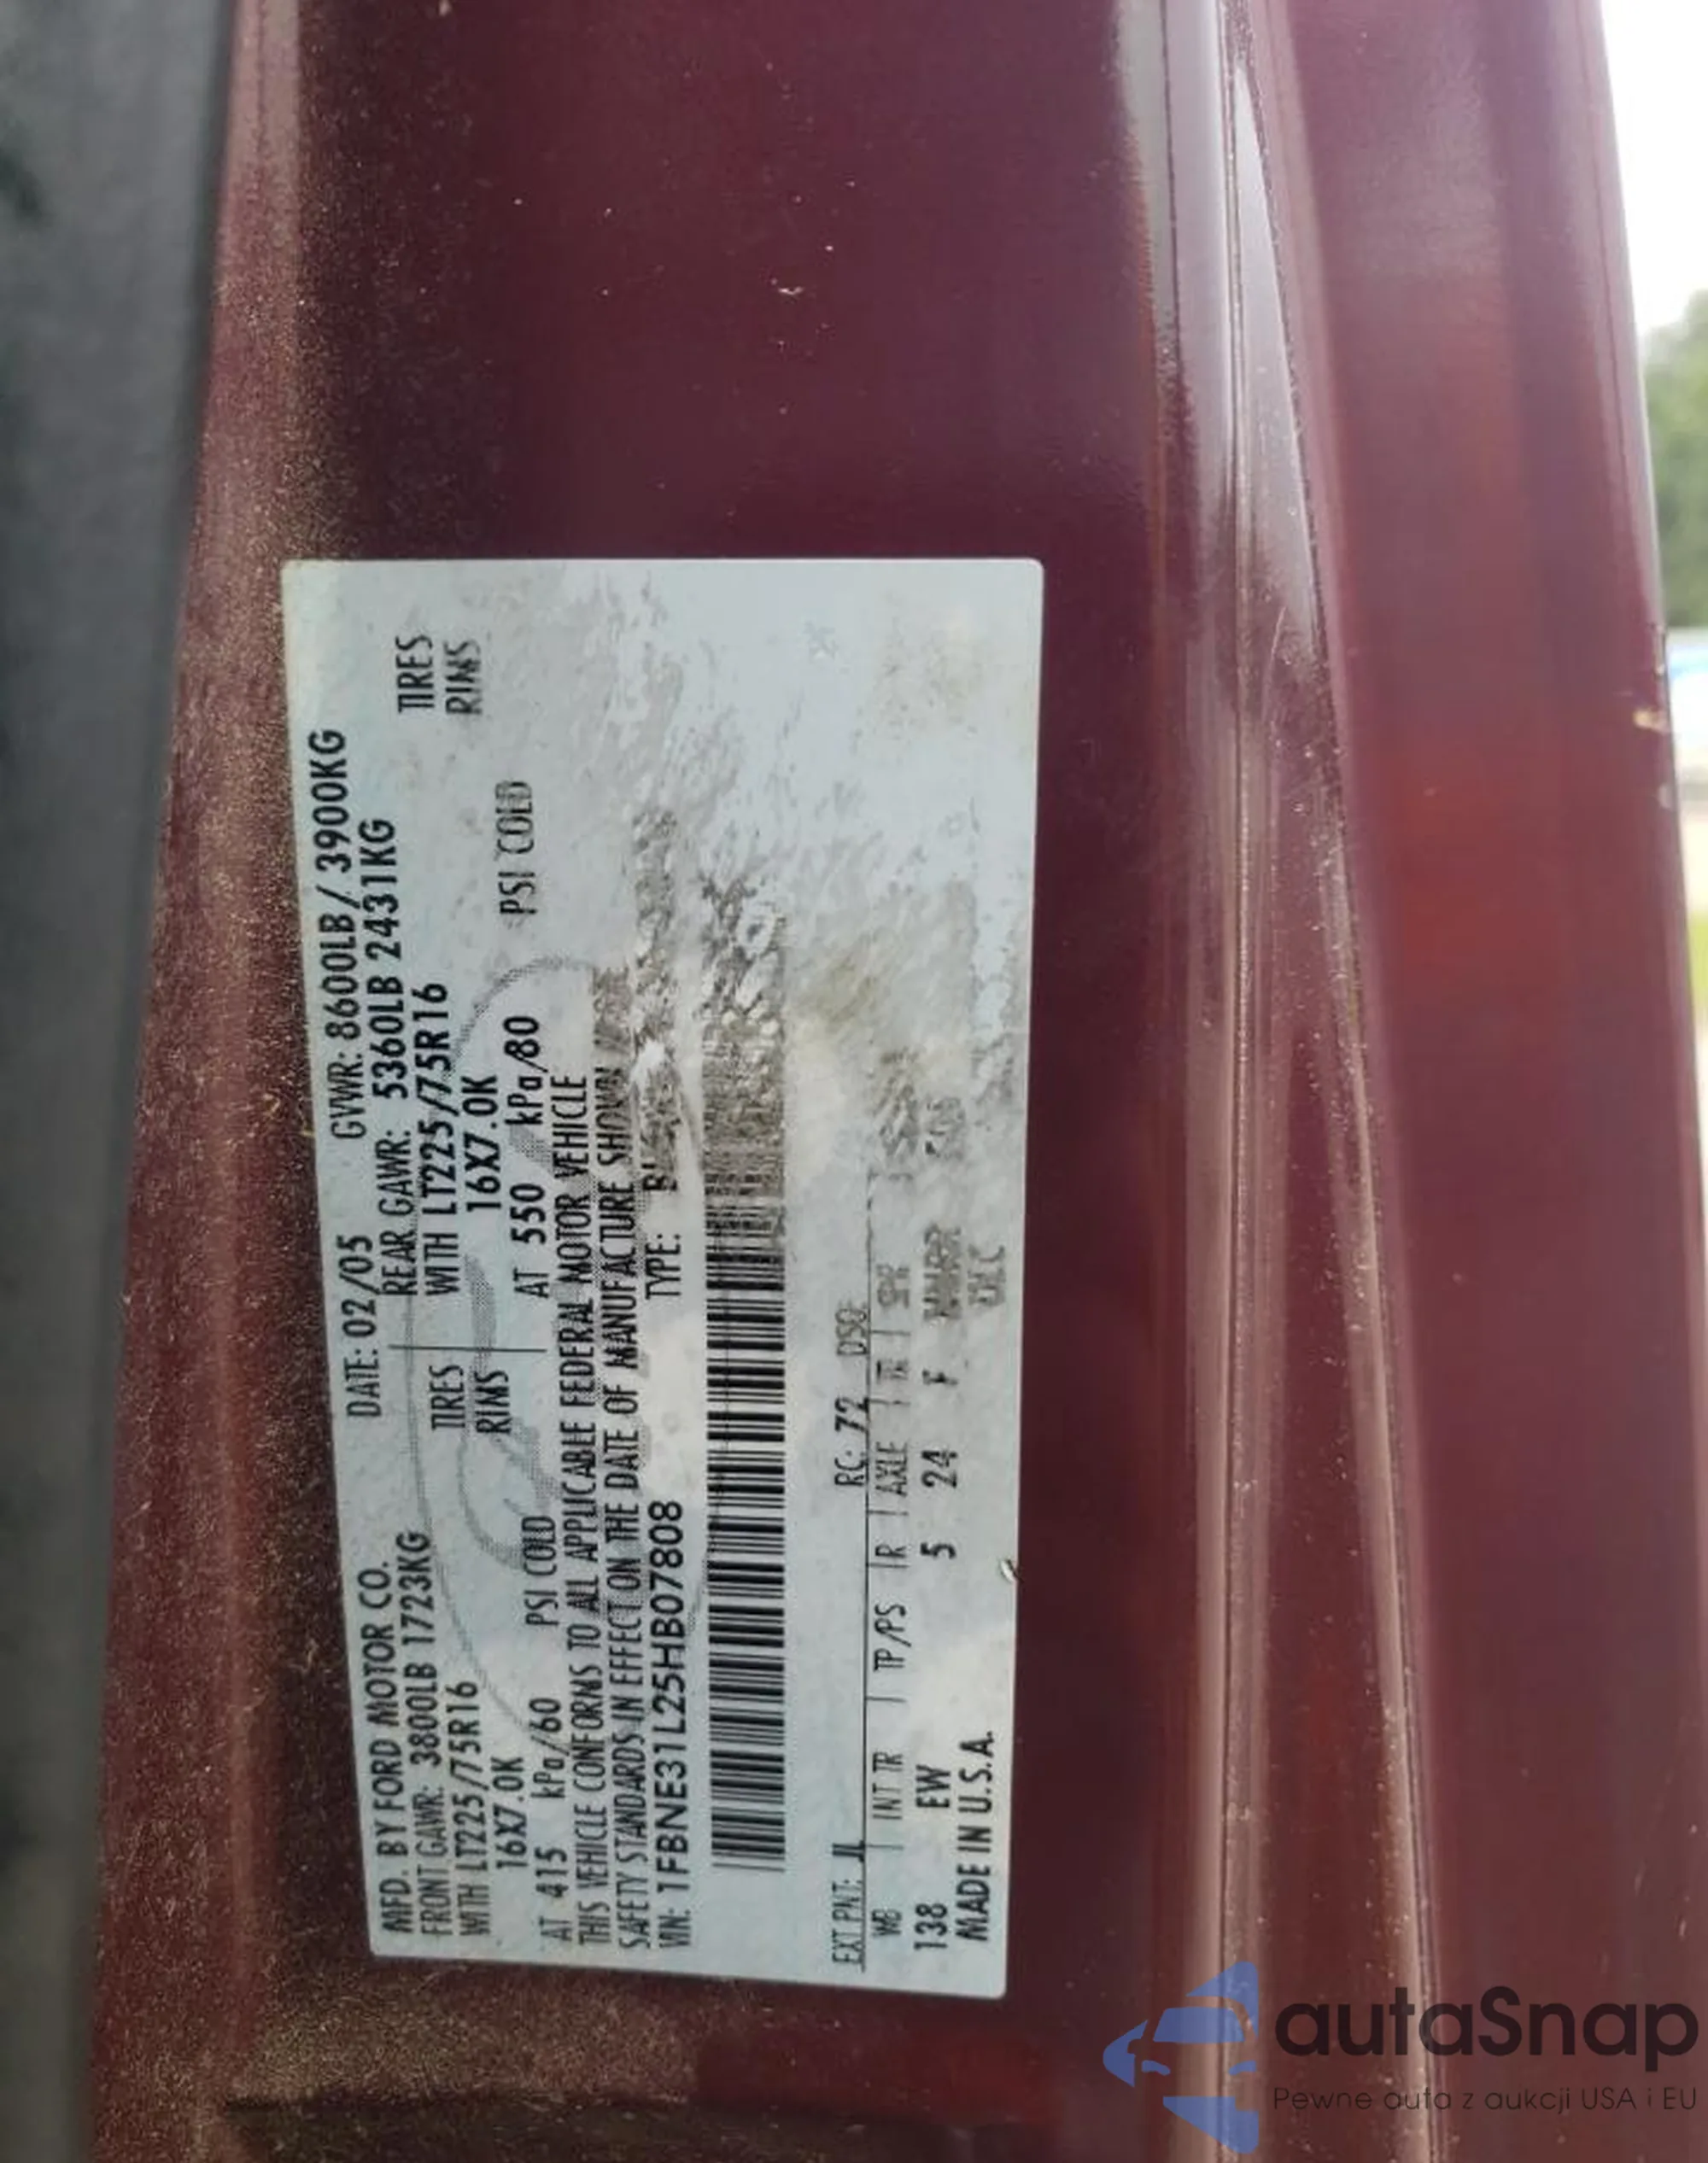 MFD. BY FORD MOTOR CO. DATE: 02/05 GVWR: 8600LB/ 3900KG
FRONT GAWR: 3800LB 1723KG REAR GAWR: 5360LB 2431KG
WITH LT225/75R16 TIRES WITH LT225/75R16 TIRES
16X7.0K RIMS 16X7.0K RIMS
AT 415 kPa/60 PSI COLD AT 550 kPa/80 PSI COLD
THIS VEHICLE CONFORMS TO ALL APPLICABLE FEDERAL MOTOR VEHICLE
SAFETY STANDARDS IN EFFECT ON THE DATE OF MANUFACTURE SHOWN
VIN: 1FBNE31L25HB07808 TYPE:
EXT PNT: JL RC: 72 DSO:
WB | INT TR | TP/PS | R | AXLE | TR | SPR
138 EW 5 24 F
MADE IN U.S.A.
autaSnap
Pewne auta z aukcji USA i EU